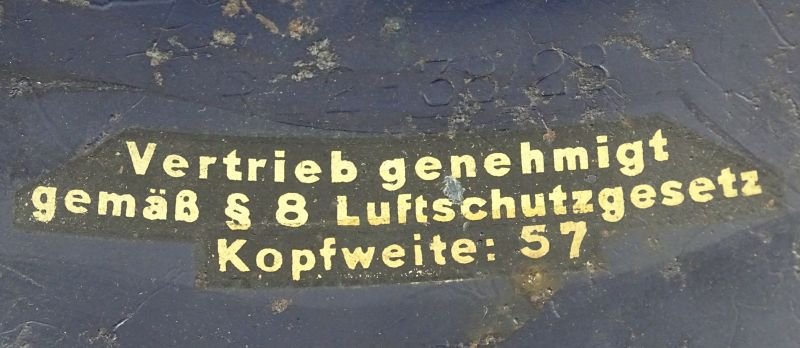 Vertrieb genehmigt
gemäß § 8 Luftschutzgesetz
Kopfweite: 57